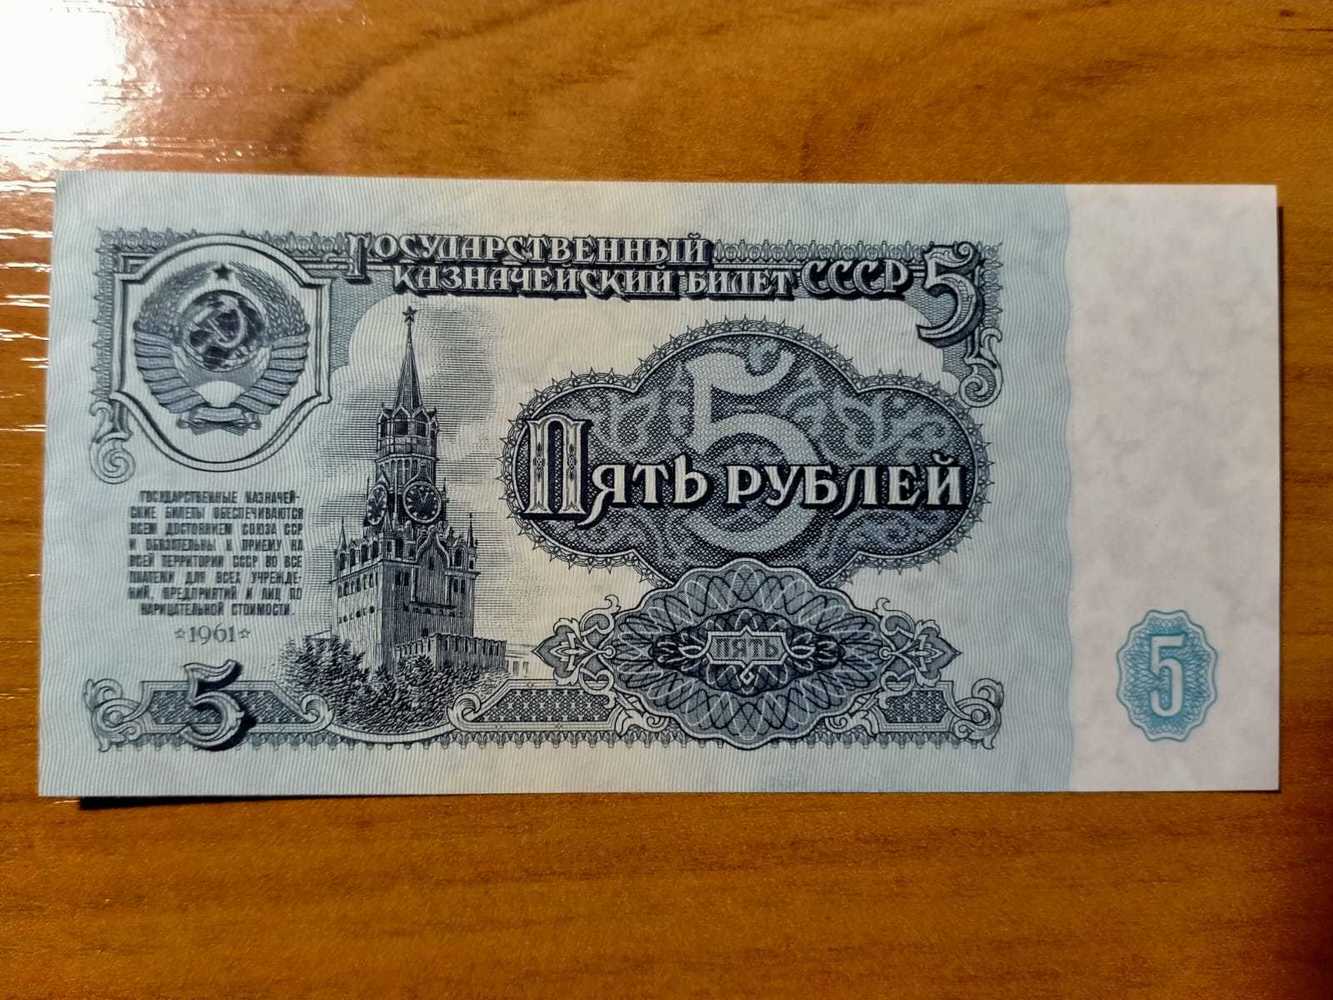 Государственный
казначейский билет СССР 5
5
Пять рублей
ГОСУДАРСТВЕННЫЕ КАЗНАЧЕЙ-
СКИЕ БИЛЕТЫ ОБЕСПЕЧИВАЮТСЯ
ВСЕМ ДОСТОЯНИЕМ СОЮЗА ССР
И ОБЯЗАТЕЛЬНЫ К ПРИЕМУ НА
ВСЕЙ ТЕРРИТОРИИ СССР ВО ВСЕ
ПЛАТЕЖИ ДЛЯ ВСЕХ УЧРЕЖДЕ-
НИЙ, ПРЕДПРИЯТИЙ И ЛИЦ ПО
НАРИЦАТЕЛЬНОЙ СТОИМОСТИ.
☆1961☆
5
ПЯТЬ
5